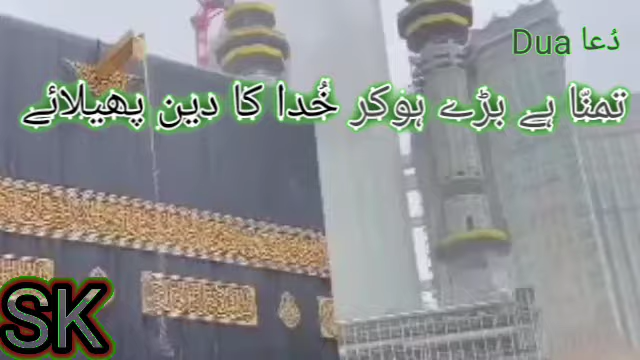 Dua دُعا
تمنّا ہے بڑے ہوکر خُدا کا دین پھیلائے
SK